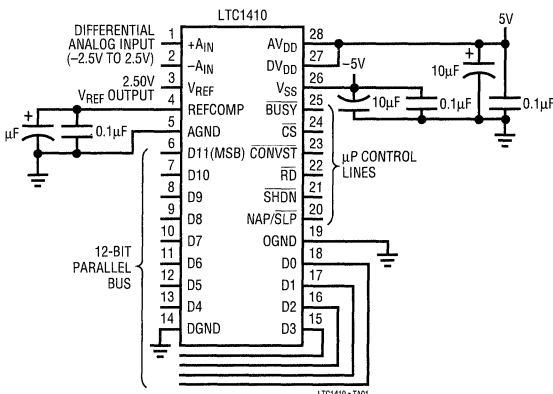 LTC1410
DIFFERENTIAL
ANALOG INPUT
(–2.5V TO 2.5V)
2.50V
VREF OUTPUT
μF
0.1μF
12-BIT
PARALLEL
BUS
1 +AIN
2 –AIN
3 VREF
4 REFCOMP
5 AGND
6 D11(MSB)
7 D10
8 D9
9 D8
10 D7
11 D6
12 D5
13 D4
14 DGND
AVDD 28
DVDD 27
VSS 26
BUSY 25
CS 24
CONVST 23
RD 22
SHDN 21
NAP/SLP 20
OGND 19
D0 18
D1 17
D2 16
D3 15
5V
–5V
10μF
0.1μF
10μF
0.1μF
μP CONTROL
LINES
LTC1410 • TA01